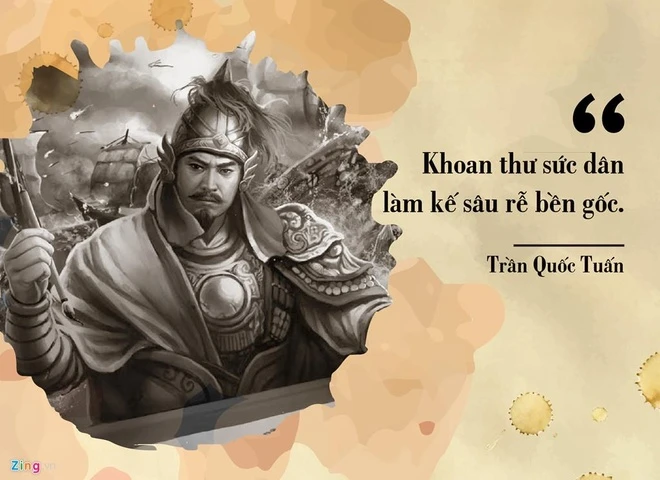 “
Khoan thư sức dân
làm kế sâu rễ bền gốc.
Trần Quốc Tuấn
Zing.vn